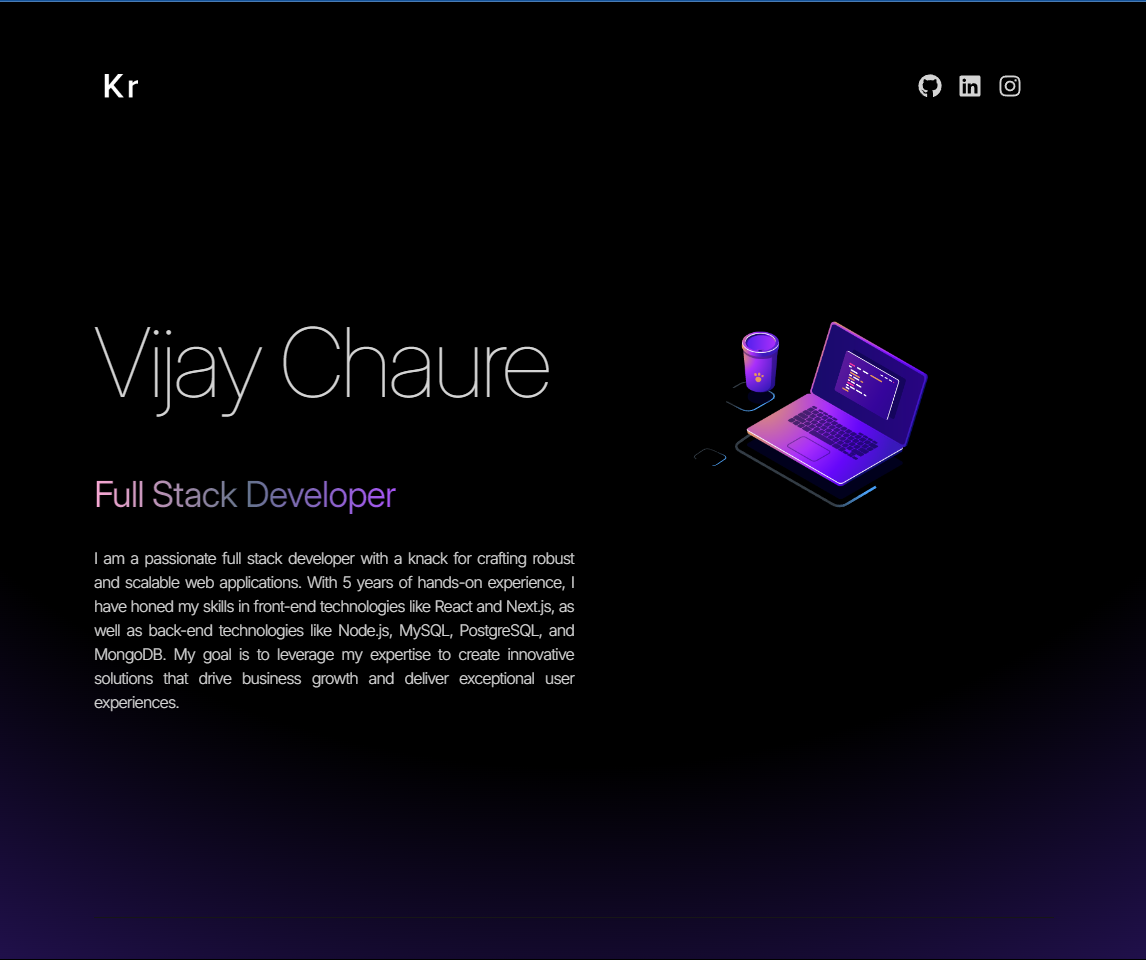 Kr
Vijay Chaure
Full Stack Developer
I am a passionate full stack developer with a knack for crafting robust
and scalable web applications. With 5 years of hands-on experience, I
have honed my skills in front-end technologies like React and Next.js, as
well as back-end technologies like Node.js, MySQL, PostgreSQL, and
MongoDB. My goal is to leverage my expertise to create innovative
solutions that drive business growth and deliver exceptional user
experiences.